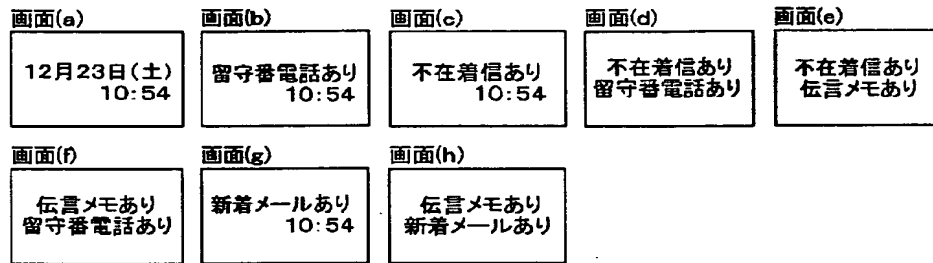 画面(a)
12月23日(土)
10:54
画面(b)
留守番電話あり
10:54
画面(c)
不在着信あり
10:54
画面(d)
不在着信あり
留守番電話あり
画面(e)
不在着信あり
伝言メモあり
画面(f)
伝言メモあり
留守番電話あり
画面(g)
新着メールあり
10:54
画面(h)
伝言メモあり
新着メールあり